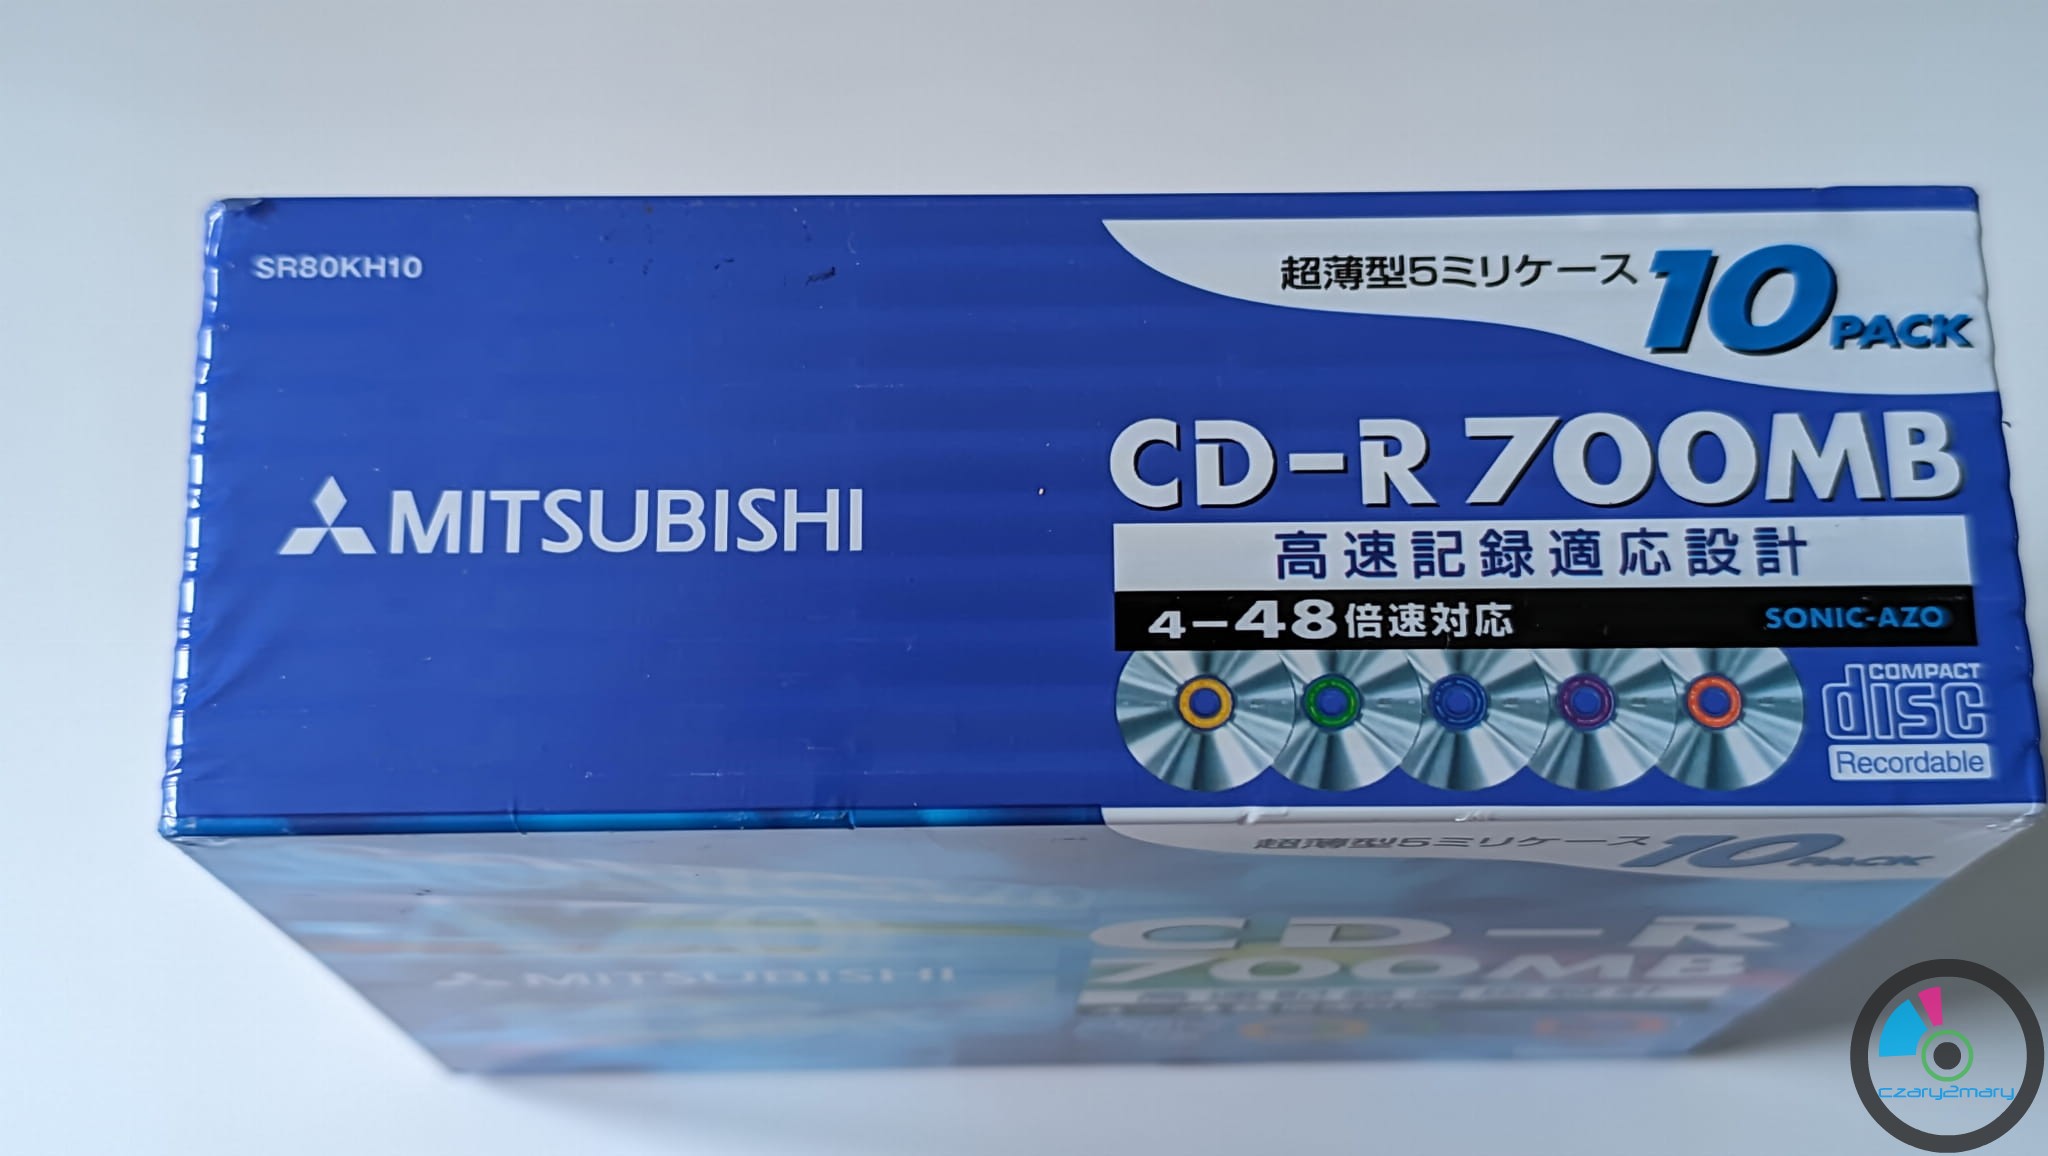 SR80KH10
超薄型5ミリケース 10 PACK
MITSUBISHI
CD-R 700MB
高速記録適応設計
4-48倍速対応 SONIC-AZO
COMPACT
disc
Recordable
超薄型5ミリケース 10 PACK
MITSUBISHI
CD-R
700MB
czary2mary